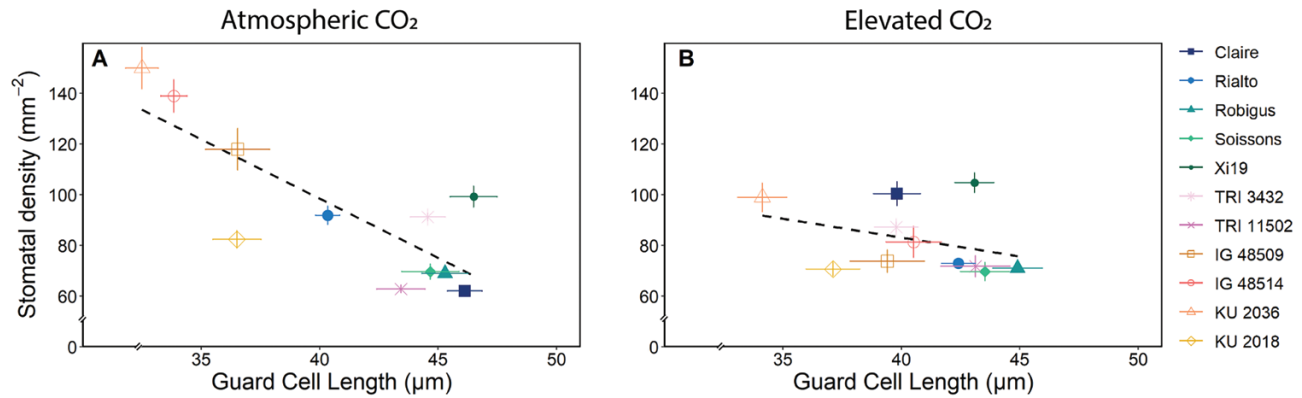 Atmospheric CO₂
Elevated CO₂
A
B
Stomatal density (mm⁻²)
140
120
100
80
60
0
35
40
45
50
Guard Cell Length (µm)
140
120
100
80
60
0
35
40
45
50
Guard Cell Length (µm)
Claire
Rialto
Robigus
Soissons
Xi19
TRI 3432
TRI 11502
IG 48509
IG 48514
KU 2036
KU 2018